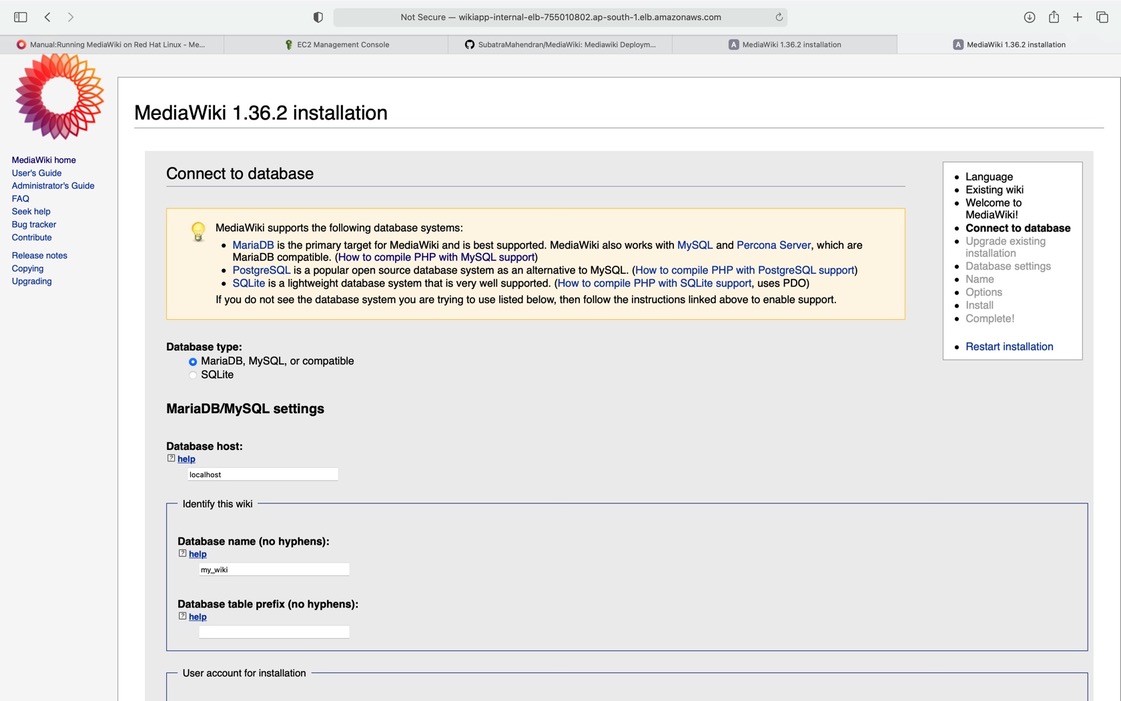 Not Secure — wikiapp-internal-elb-755010802.ap-south-1.elb.amazonaws.com
Manual:Running MediaWiki on Red Hat Linux - Me...
EC2 Management Console
SubatraMahendran/MediaWiki: Mediawiki Deploym...
MediaWiki 1.36.2 installation
MediaWiki 1.36.2 installation
MediaWiki home
User's Guide
Administrator's Guide
FAQ
Seek help
Bug tracker
Contribute
Release notes
Copying
Upgrading
MediaWiki 1.36.2 installation
Connect to database
MediaWiki supports the following database systems:
MariaDB is the primary target for MediaWiki and is best supported. MediaWiki also works with MySQL and Percona Server, which are
MariaDB compatible. (How to compile PHP with MySQL support)
PostgreSQL is a popular open source database system as an alternative to MySQL. (How to compile PHP with PostgreSQL support)
SQLite is a lightweight database system that is very well supported. (How to compile PHP with SQLite support, uses PDO)
If you do not see the database system you are trying to use listed below, then follow the instructions linked above to enable support.
Database type:
MariaDB, MySQL, or compatible
SQLite
MariaDB/MySQL settings
Database host:
? help
localhost
Identify this wiki
Database name (no hyphens):
? help
my_wiki
Database table prefix (no hyphens):
? help
User account for installation
Language
Existing wiki
Welcome to
MediaWiki!
Connect to database
Upgrade existing
installation
Database settings
Name
Options
Install
Complete!
Restart installation